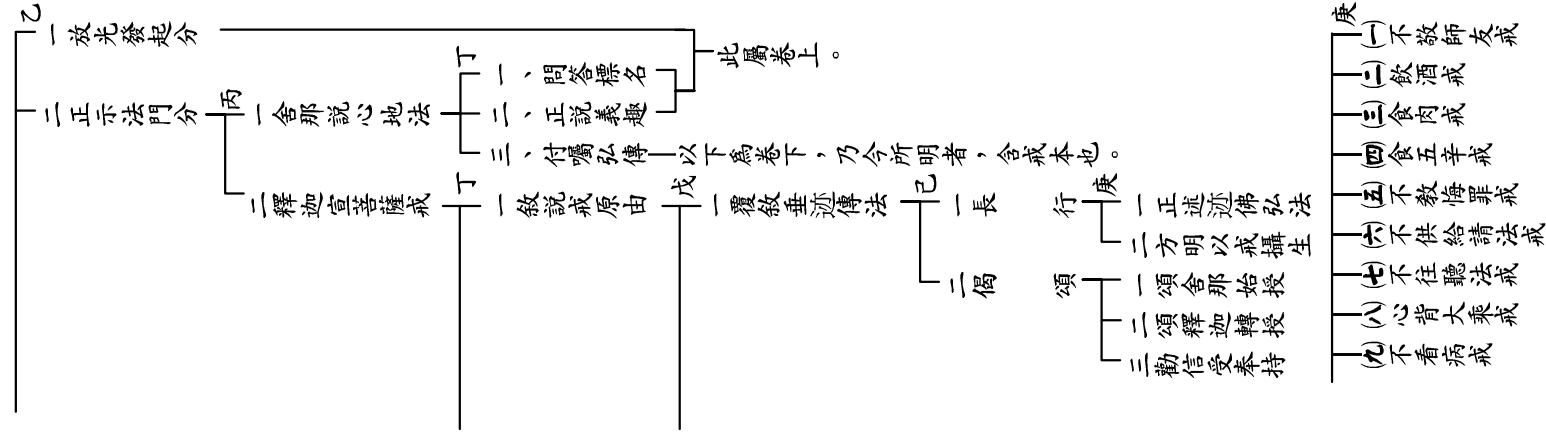 乙
一放光發起分
此屬卷上。
二正示法門分
丙
一舍那說心地法
丁
一、問答標名
二、正說義趣
三、付囑弘傳—以下為卷下，乃今所明者，含戒本也。
二釋迦宣菩薩戒
丁
一敘說戒原由
戊
一覆敘垂迹傳法
己
一長行
庚
一正述迹佛弘法
二方明以戒攝生
二偈頌
一頌舍那始授
二頌釋迦轉授
三勸信受奉持
庚
(一)不敬師友戒
(二)飲酒戒
(三)食肉戒
(四)食五辛戒
(五)不教悔罪戒
(六)不供給請法戒
(七)不往聽法戒
(八)心背大乘戒
(九)不看病戒